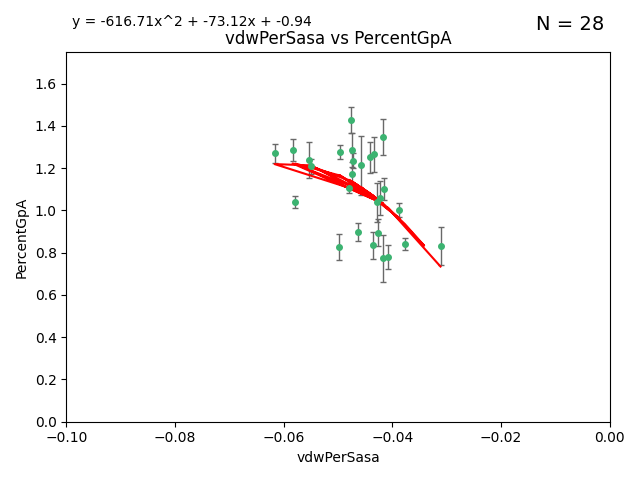 y = -616.71x^2 + -73.12x + -0.94
N = 28
vdwPerSasa vs PercentGpA
1.6
1.4
1.2
1.0
0.8
0.6
0.4
0.2
0.0
PercentGpA
−0.10 −0.08 −0.06 −0.04 −0.02 0.00
vdwPerSasa